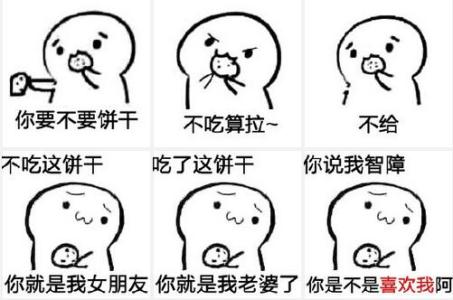 你要不要饼干
不吃算拉~
不给
不吃这饼干
你就是我女朋友
吃了这饼干
你就是我老婆了
你说我智障
你是不是喜欢我阿